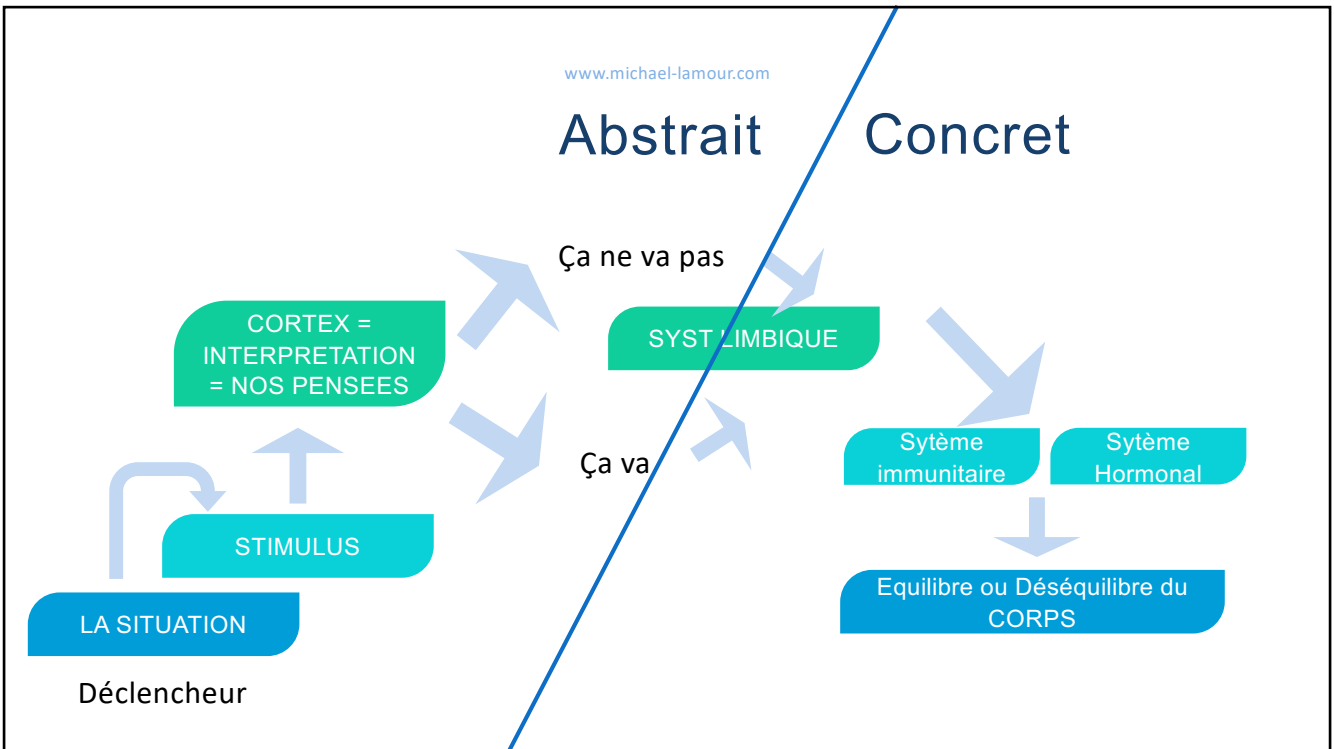 www.michael-lamour.com
Abstrait
Concret
Ça ne va pas
CORTEX =
INTERPRETATION
= NOS PENSEES
SYST LIMBIQUE
Ça va
Sytème
immunitaire
Sytème
Hormonal
STIMULUS
Equilibre ou Déséquilibre du
CORPS
LA SITUATION
Déclencheur